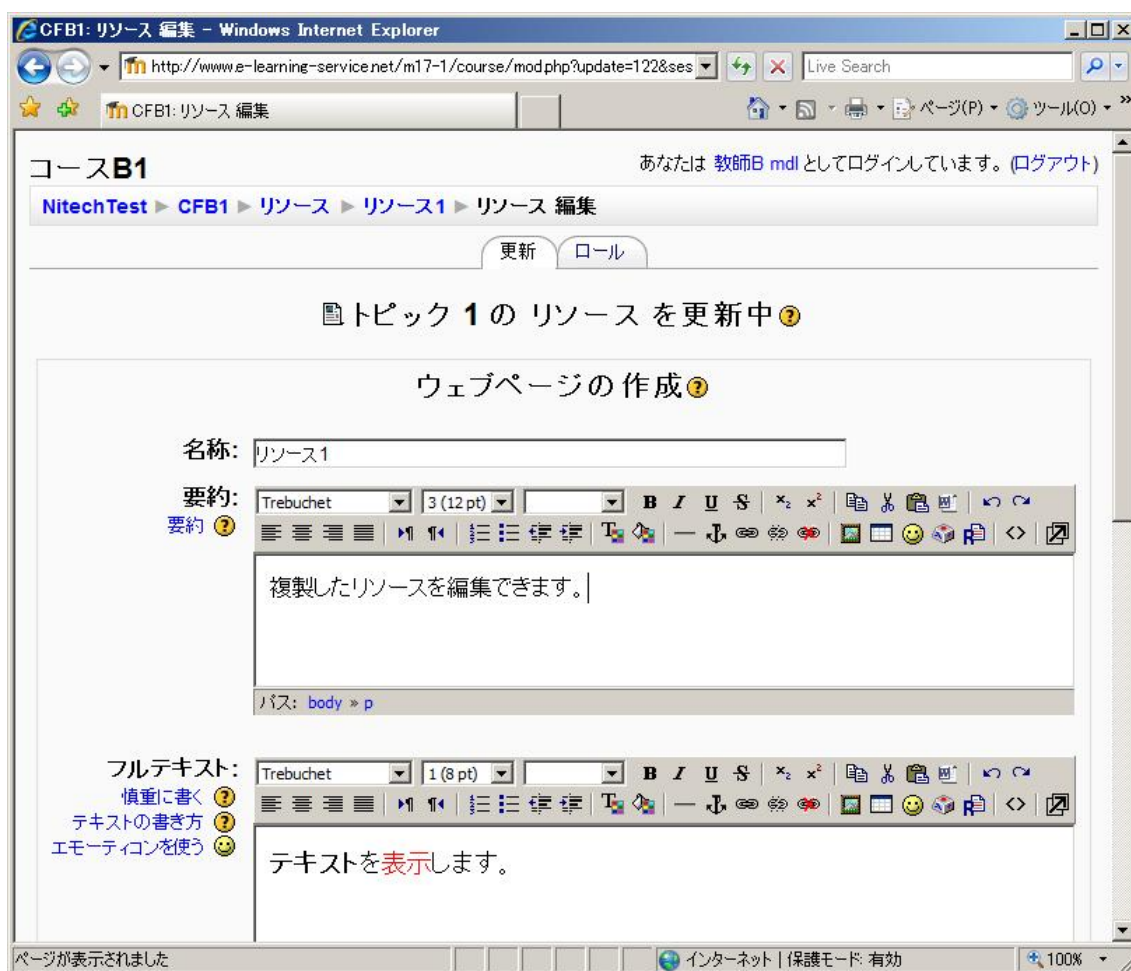 CFB1: リソース 編集 - Windows Internet Explorer
http://www.e-learning-service.net/m17-1/course/mod.php?update=122&ses
Live Search
CFB1: リソース 編集
ページ(P)
ツール(O)
コースB1
あなたは 教師B mdl としてログインしています。(ログアウト)
NitechTest ► CFB1 ► リソース ► リソース1 ► リソース 編集
更新
ロール
トピック 1 の リソース を更新中
ウェブページの作成
名称:
リソース1
要約:
Trebuchet
3 (12 pt)
B I U S x₂ x²
要約
複製したリソースを編集できます。
パス: body » p
フルテキスト:
Trebuchet
1 (8 pt)
B I U S x₂ x²
慎重に書く
テキストの書き方
エモーティコンを使う
テキストを表示します。
ページが表示されました
インターネット | 保護モード: 有効
100%